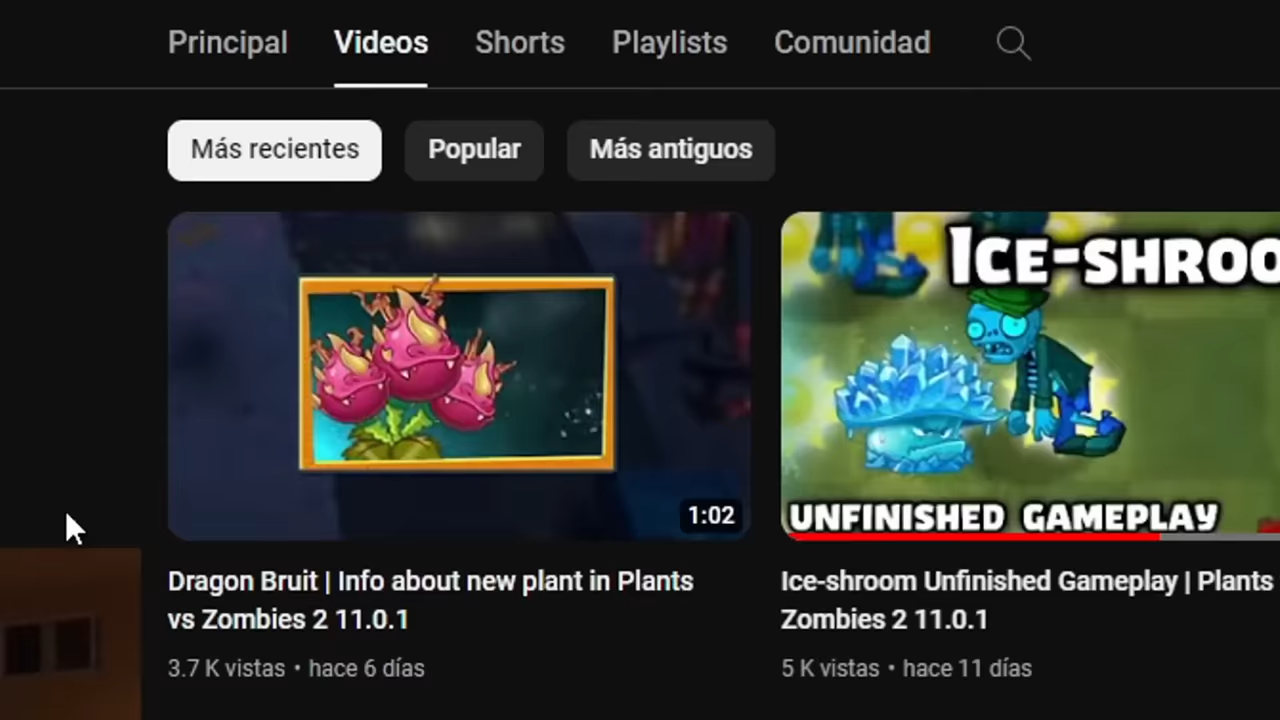 Principal Videos Shorts Playlists Comunidad
Más recientes Popular Más antiguos
ICE-SHROO
UNFINISHED GAMEPLAY
1:02
Dragon Bruit | Info about new plant in Plants
vs Zombies 2 11.0.1
3.7 K vistas • hace 6 días
Ice-shroom Unfinished Gameplay | Plants
Zombies 2 11.0.1
5 K vistas • hace 11 días